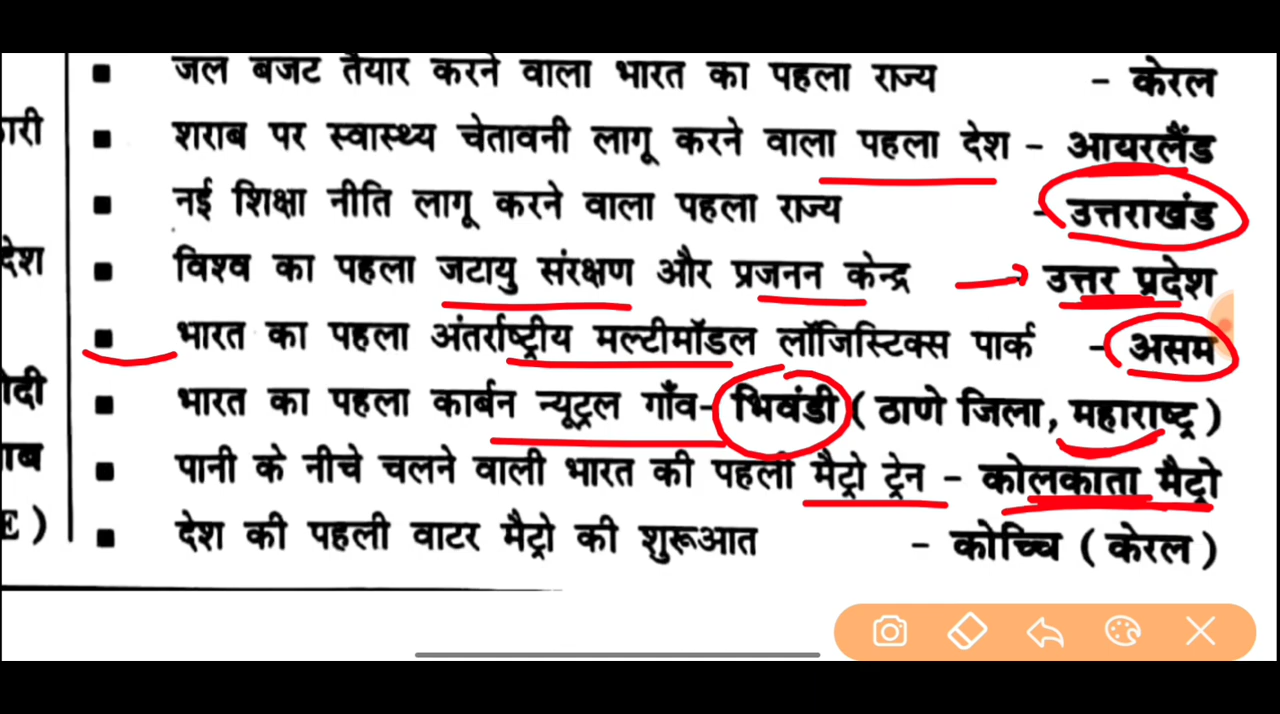 ▪ जल बजट तैयार करने वाला भारत का पहला राज्य - केरल
▪ शराब पर स्वास्थ्य चेतावनी लागू करने वाला पहला देश - आयरलैंड
▪ नई शिक्षा नीति लागू करने वाला पहला राज्य - उत्तराखंड
देश ▪ विश्व का पहला जटायु संरक्षण और प्रजनन केन्द्र - उत्तर प्रदेश
▪ भारत का पहला अंतर्राष्ट्रीय मल्टीमॉडल लॉजिस्टिक्स पार्क - असम
▪ भारत का पहला कार्बन न्यूट्रल गाँव- भिवंडी ( ठाणे जिला, महाराष्ट्र )
▪ पानी के नीचे चलने वाली भारत की पहली मैट्रो ट्रेन - कोलकाता मैट्रो
E ) ▪ देश की पहली वाटर मैट्रो की शुरूआत - कोच्चि ( केरल )